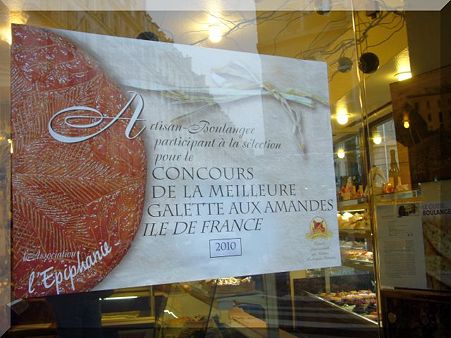 Artisan-Boulanger
participant à la sélection
pour le
CONCOURS
DE LA MEILLEURE
GALETTE AUX AMANDES
ILE DE FRANCE
2010
Association
l'Epiphanie
BOULANGE